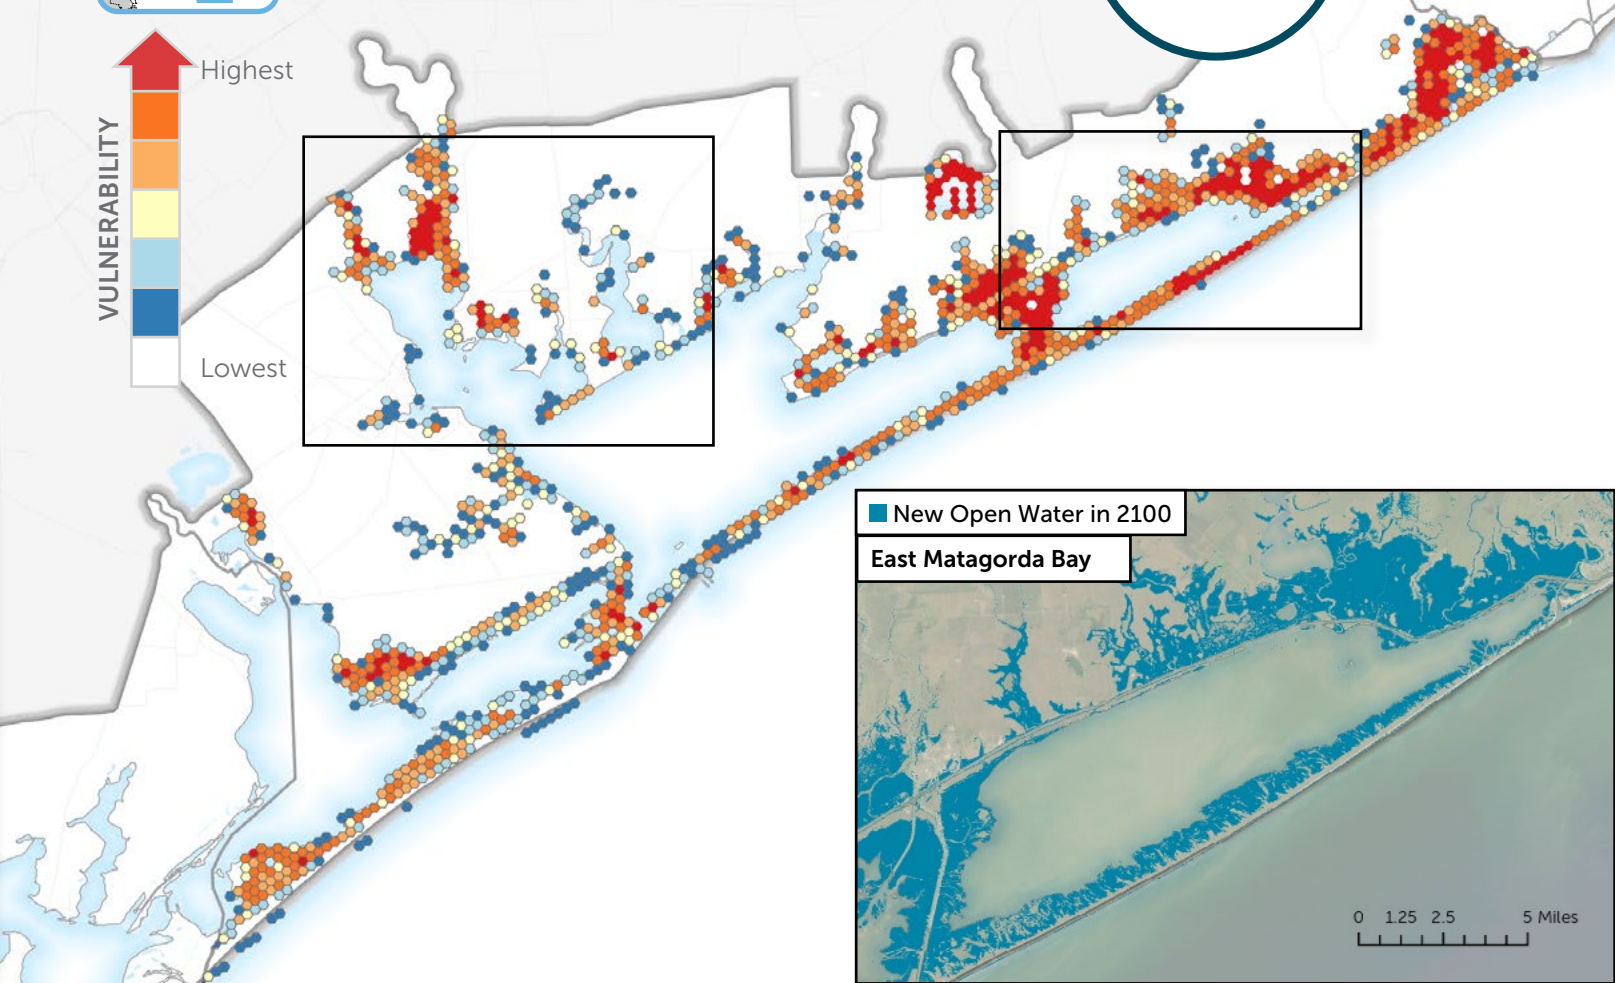 Highest
VULNERABILITY
Lowest
New Open Water in 2100
East Matagorda Bay
0 1.25 2.5 5 Miles